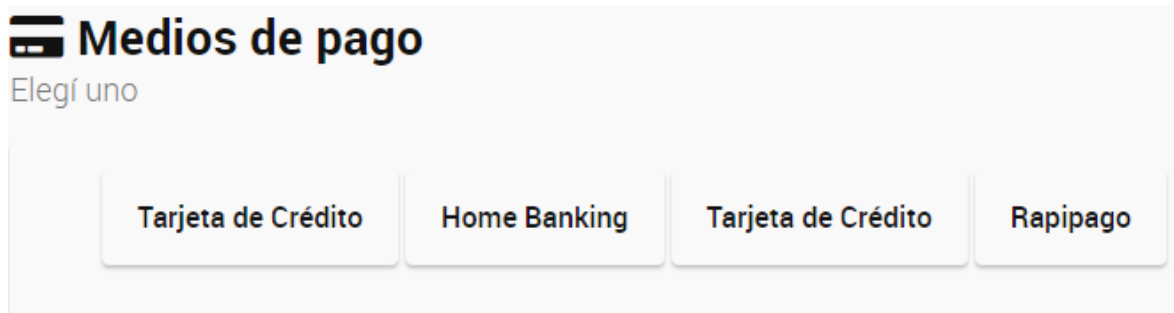 Medios de pago
Elegí uno
Tarjeta de Crédito Home Banking Tarjeta de Crédito Rapipago